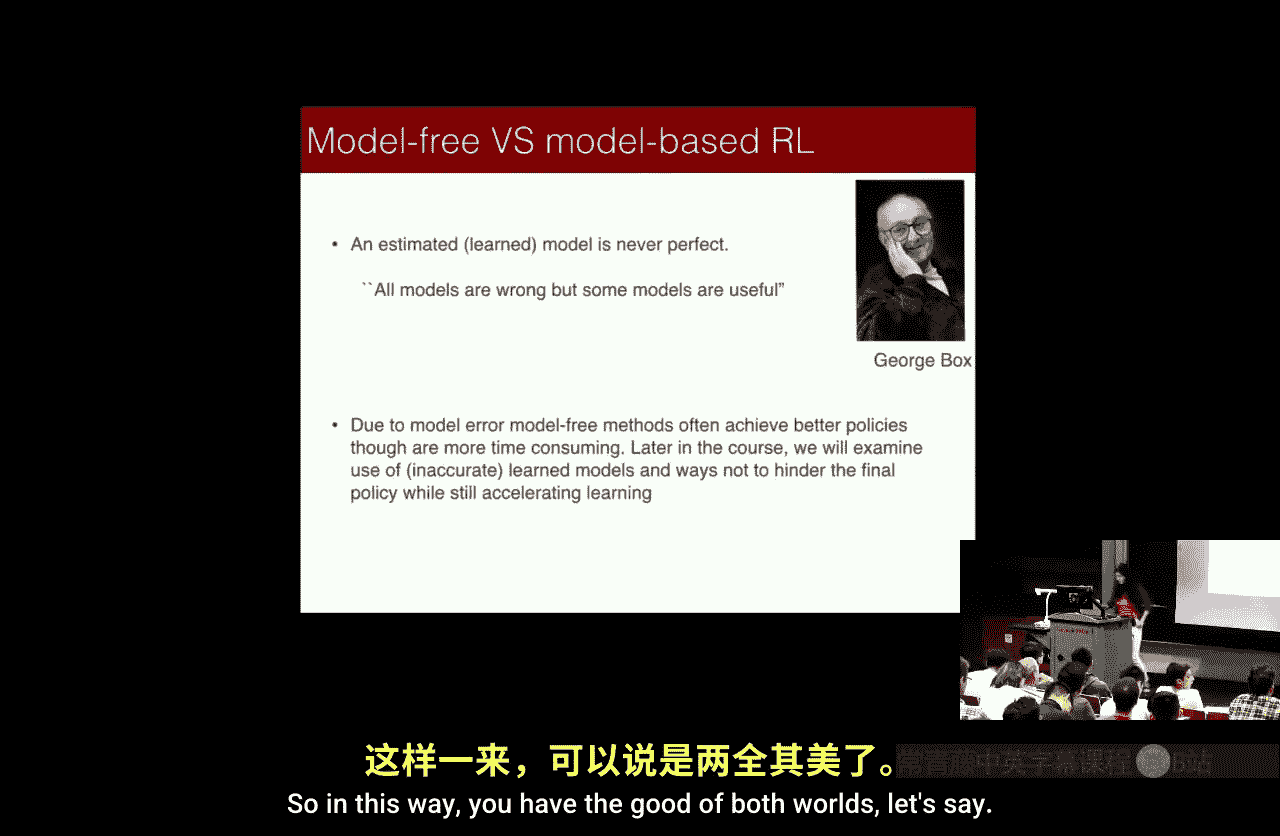 Model-free VS model-based RL
• An estimated (learned) model is never perfect.
``All models are wrong but some models are useful”
George Box
• Due to model error model-free methods often achieve better policies
though are more time consuming. Later in the course, we will examine
use of (inaccurate) learned models and ways not to hinder the final
policy while still accelerating learning
这样一来，可以说是两全其美了。
So in this way, you have the good of both worlds, let's say.